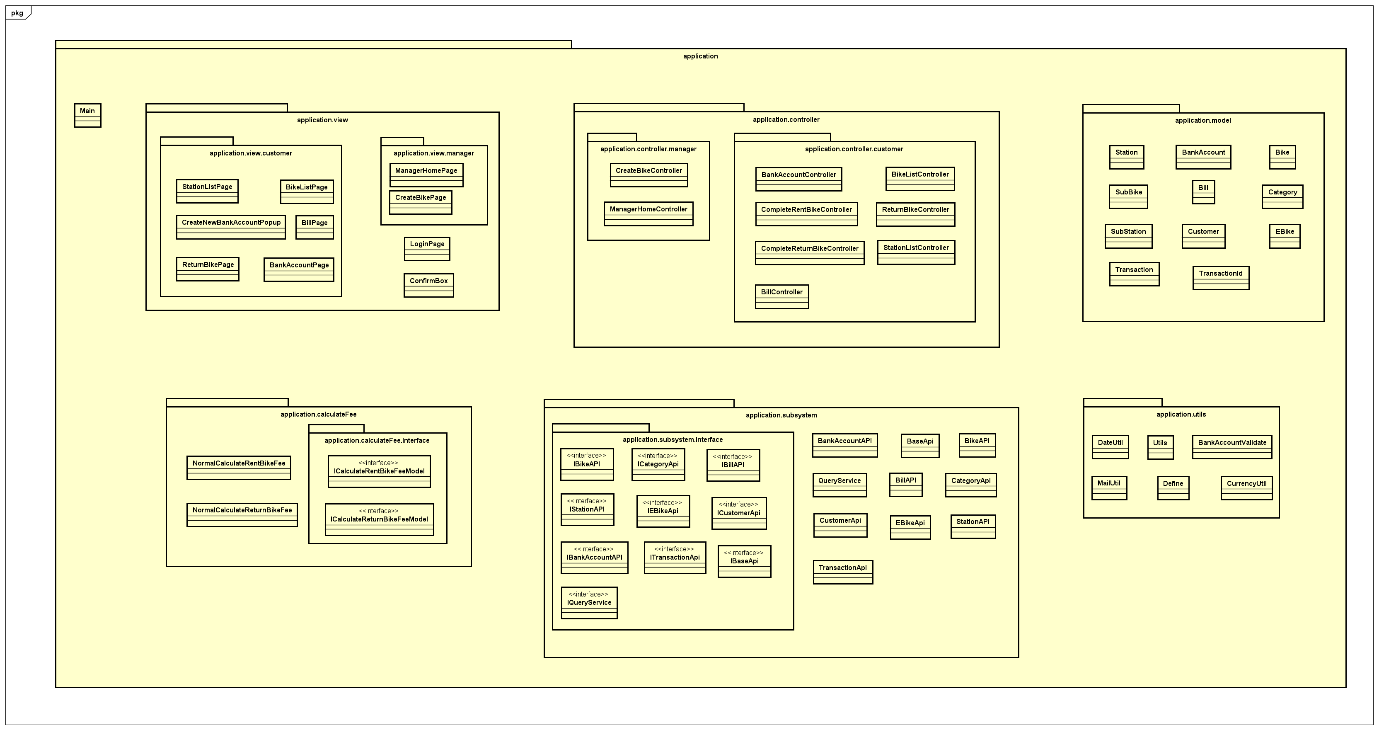 pkg
application
Main
application.view
application.view.customer
StationListPage
BikeListPage
CreateNewBankAccountPopup
BillPage
ReturnBikePage
BankAccountPage
application.view.manager
ManagerHomePage
CreateBikePage
LoginPage
ConfirmBox
application.controller
application.controller.manager
CreateBikeController
ManagerHomeController
application.controller.customer
BankAccountController
BikeListController
CompleteRentBikeController
ReturnBikeController
CompleteReturnBikeController
StationListController
BillController
application.model
Station
BankAccount
Bike
SubBike
Bill
Category
SubStation
Customer
EBike
Transaction
TransactionId
application.calculateFee
NormalCalculateRentBikeFee
NormalCalculateReturnBikeFee
application.calculateFee.interface
<<interface>>
ICalculateRentBikeFeeModel
<<interface>>
ICalculateReturnBikeFeeModel
application.subsystem
application.subsystem.interface
<<interface>>
IBikeAPI
<<interface>>
ICategoryApi
<<interface>>
IBillAPI
<<interface>>
IStationAPI
<<interface>>
IEBikeApi
<<interface>>
ICustomerApi
<<interface>>
IBankAccountAPI
<<interface>>
ITransactionApi
<<interface>>
IBaseApi
<<interface>>
IQueryService
BankAccountAPI
BaseApi
BikeAPI
QueryService
BillAPI
CategoryApi
CustomerApi
EBikeApi
StationAPI
TransactionApi
application.utils
DateUtil
Utils
BankAccountValidate
MailUtil
Define
CurrencyUtil